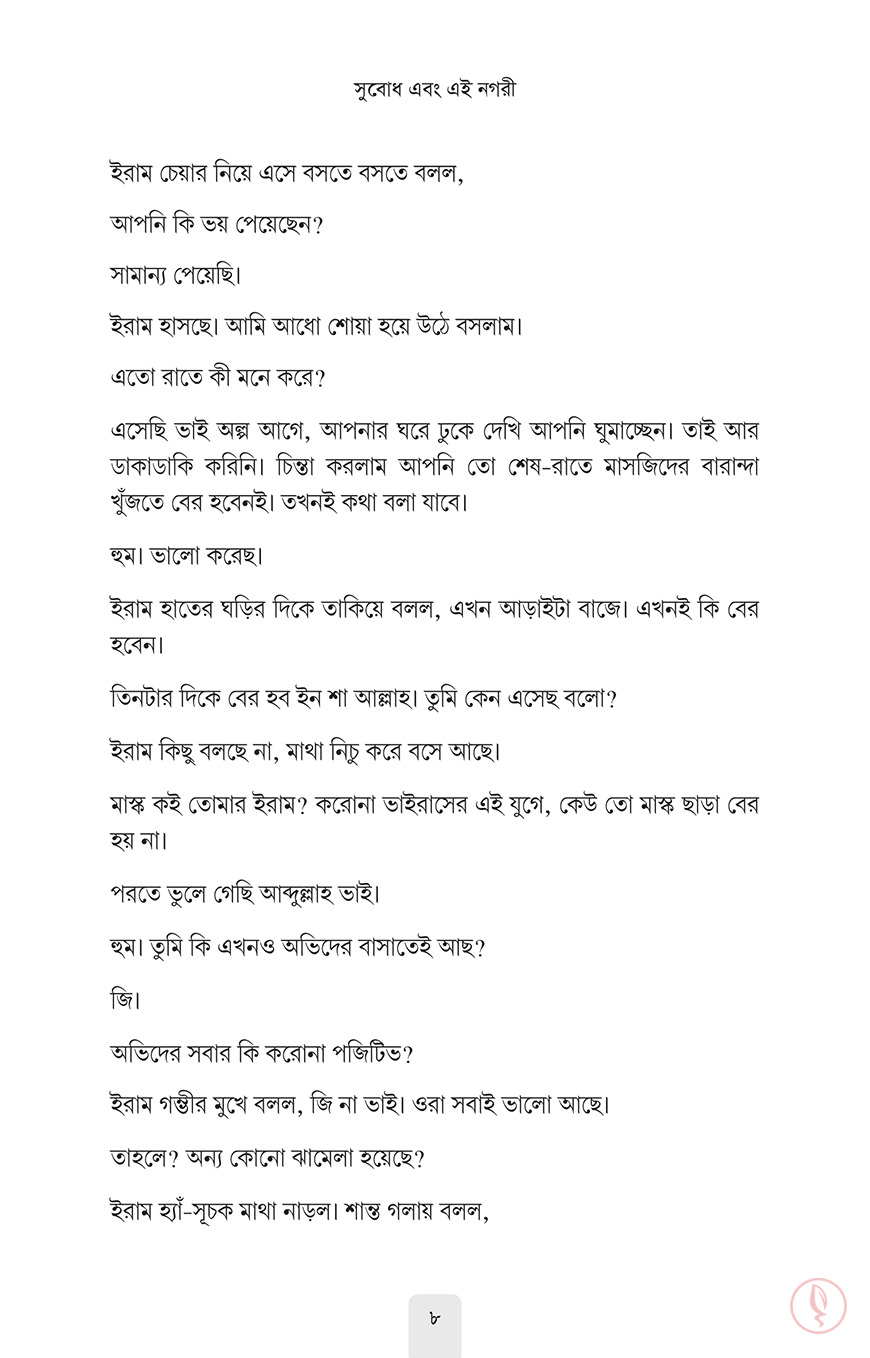 সুবোধ এবং এই নগরী
ইরাম চেয়ার নিয়ে এসে বসতে বসতে বলল,
আপনি কি ভয় পেয়েছেন?
সামান্য পেয়েছি।
ইরাম হাসছে। আমি আধো শোয়া হয়ে উঠে বসলাম।
এতো রাতে কী মনে করে?
এসেছি ভাই অল্প আগে, আপনার ঘরে ঢুকে দেখি আপনি ঘুমাচ্ছেন। তাই আর
ডাকাডাকি করিনি। চিন্তা করলাম আপনি তো শেষ-রাতে মাসজিদের বারান্দা
খুঁজতে বের হবেনই। তখনই কথা বলা যাবে।
হুম। ভালো করেছ।
ইরাম হাতের ঘড়ির দিকে তাকিয়ে বলল, এখন আড়াইটা বাজে। এখনই কি বের
হবেন।
তিনটার দিকে বের হব ইন শা আল্লাহ। তুমি কেন এসেছ বলো?
ইরাম কিছু বলছে না, মাথা নিচু করে বসে আছে।
মাস্ক কই তোমার ইরাম? করোনা ভাইরাসের এই যুগে, কেউ তো মাস্ক ছাড়া বের
হয় না।
পরতে ভুলে গেছি আব্দুল্লাহ ভাই।
হুম। তুমি কি এখনও অভিদের বাসাতেই আছ?
জি।
অভিদের সবার কি করোনা পজিটিভ?
ইরাম গম্ভীর মুখে বলল, জি না ভাই। ওরা সবাই ভালো আছে।
তাহলে? অন্য কোনো ঝামেলা হয়েছে?
ইরাম হ্যাঁ-সূচক মাথা নাড়ল। শান্ত গলায় বলল,
৮